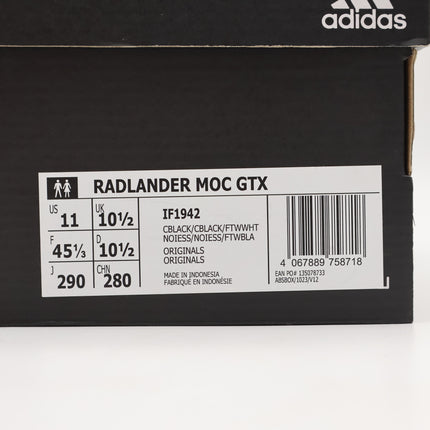 adidas
RADLANDER MOC GTX
US 11 UK 10½
F 45⅓ D 10½
J 290 CHN 280
IF1942
CBLACK/CBLACK/FTWWHT
NOIESS/NOIESS/FTWBLA
ORIGINALS
ORIGINALS
MADE IN INDONESIA
FABRIQUÉ EN INDONÉSIE
4 067889 758718
EAN PO# 135078733
ABSBOX/1023/V12